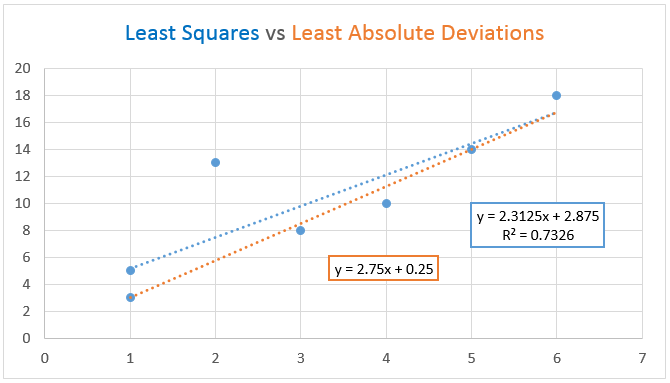 Least Squares vs Least Absolute Deviations
20
18
16
14
12
10
8
6
4
2
0
y = 2.3125x + 2.875
R² = 0.7326
y = 2.75x + 0.25
0 1 2 3 4 5 6 7